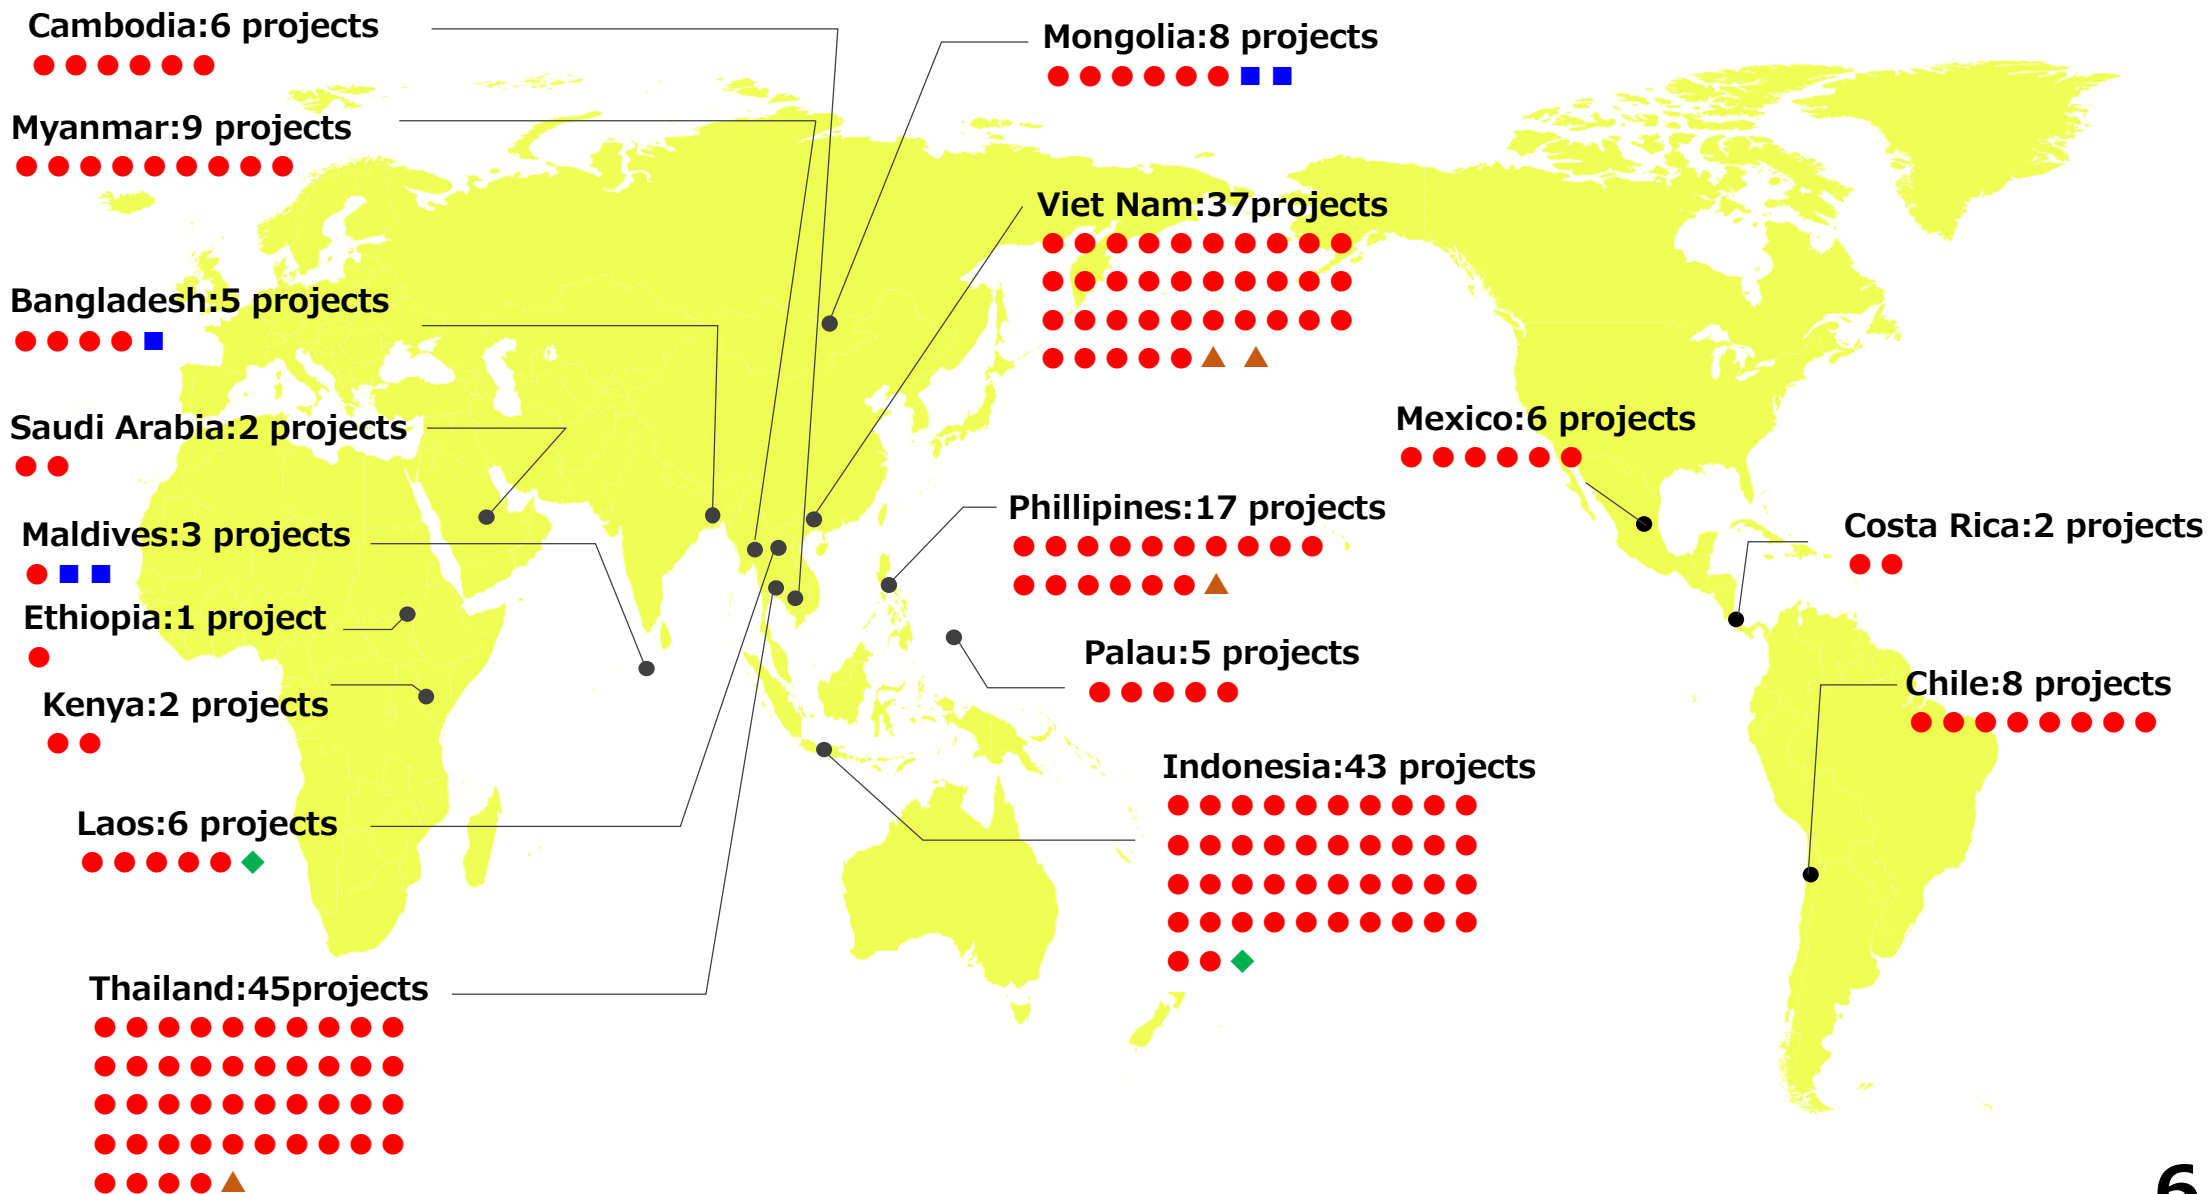 Cambodia:6 projects
Mongolia:8 projects
Myanmar:9 projects
Viet Nam:37projects
Bangladesh:5 projects
Saudi Arabia:2 projects
Mexico:6 projects
Phillipines:17 projects
Maldives:3 projects
Costa Rica:2 projects
Ethiopia:1 project
Palau:5 projects
Kenya:2 projects
Chile:8 projects
Indonesia:43 projects
Laos:6 projects
Thailand:45projects
6